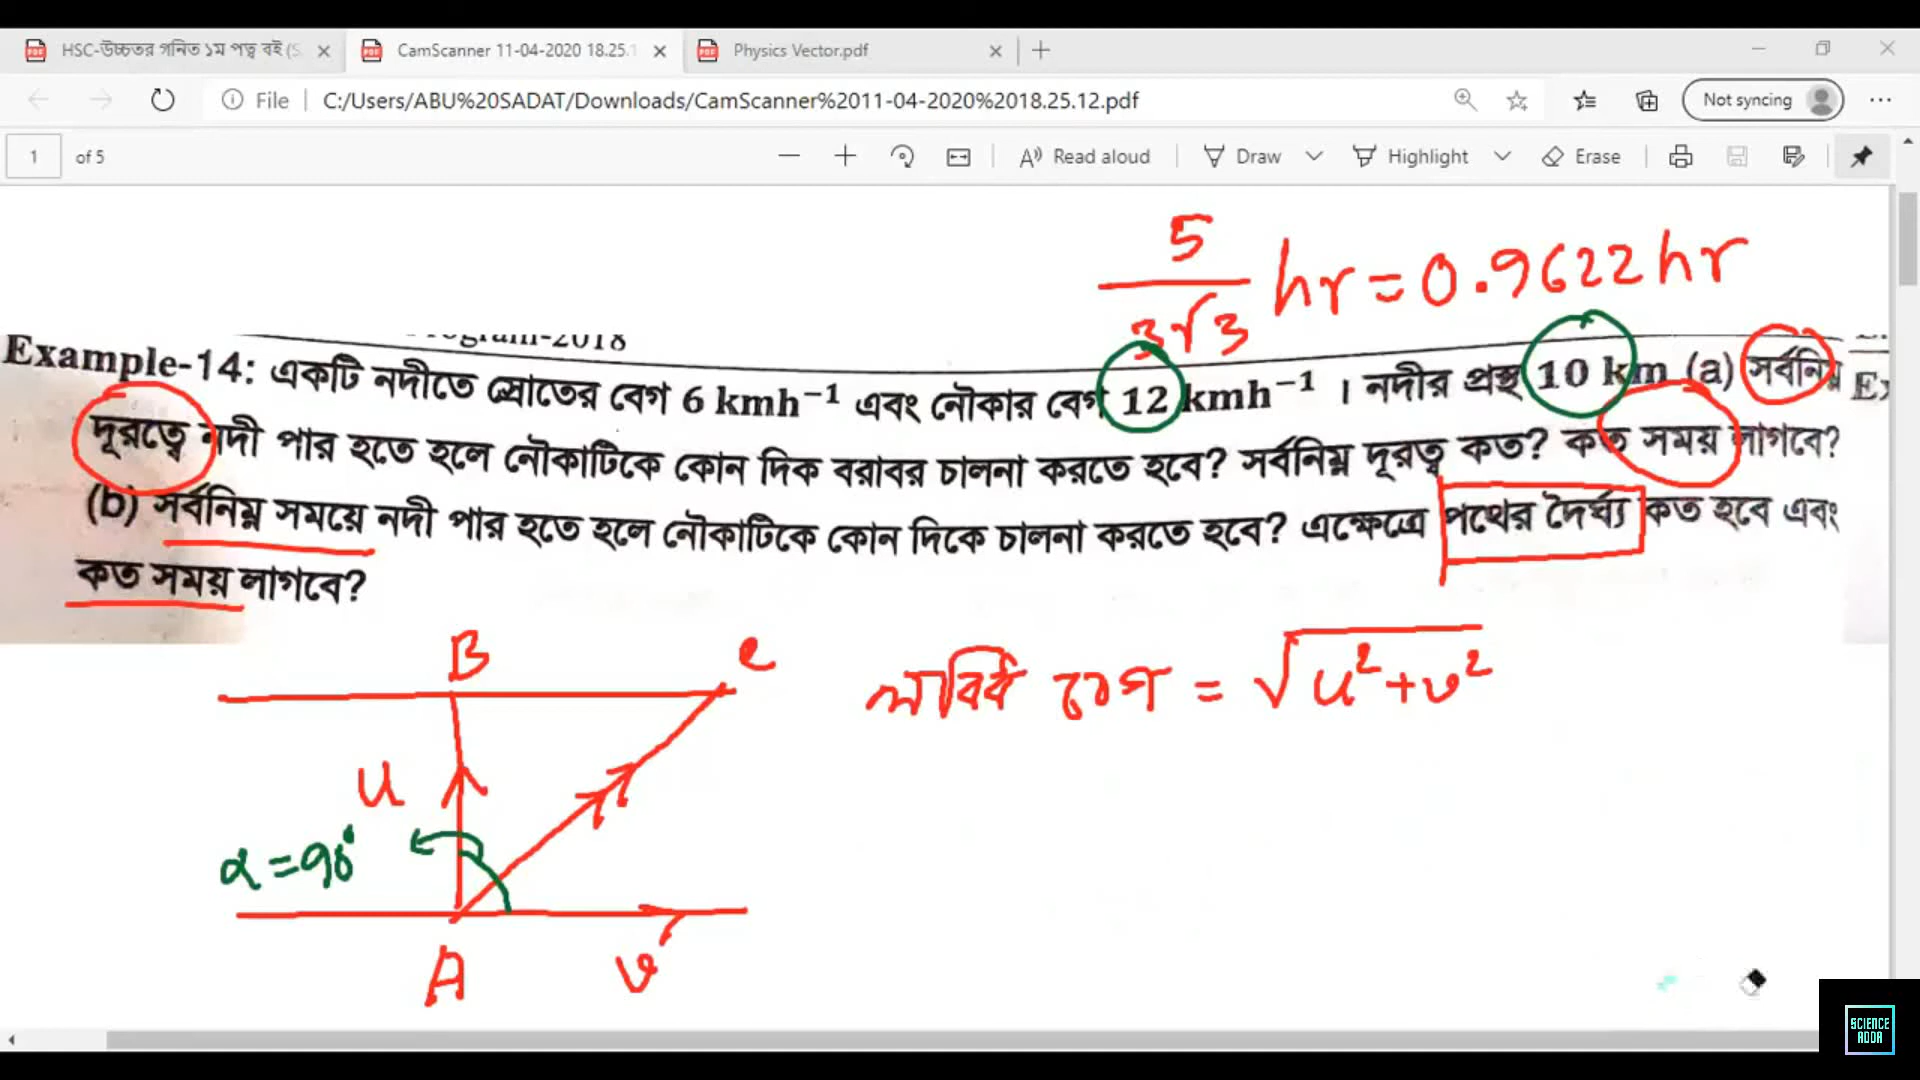 HSC-উচ্চতর গনিত ১ম পত্র বই (S
CamScanner 11-04-2020 18.25.1
Physics Vector.pdf
File
C:/Users/ABU%20SADAT/Downloads/CamScanner%2011-04-2020%2018.25.12.pdf
Not syncing
1 of 5
Read aloud
Draw
Highlight
Erase
5
3√3
hr = 0.9622 hr
Program-2018
Example-14: একটি নদীতে স্রোতের বেগ 6 kmh⁻¹ এবং নৌকার বেগ 12 kmh⁻¹ । নদীর প্রস্থ 10 km (a) সর্বনিম্ন
দূরত্বে নদী পার হতে হলে নৌকাটিকে কোন দিক বরাবর চালনা করতে হবে? সর্বনিম্ন দূরত্ব কত? কত সময় লাগবে?
(b) সর্বনিম্ন সময়ে নদী পার হতে হলে নৌকাটিকে কোন দিকে চালনা করতে হবে? এক্ষেত্রে পথের দৈর্ঘ্য কত হবে এবং
কত সময় লাগবে?
B
C
লব্ধি বেগ = √u²+v²
u
α = 90°
A
v
SCIENCE
ADDA